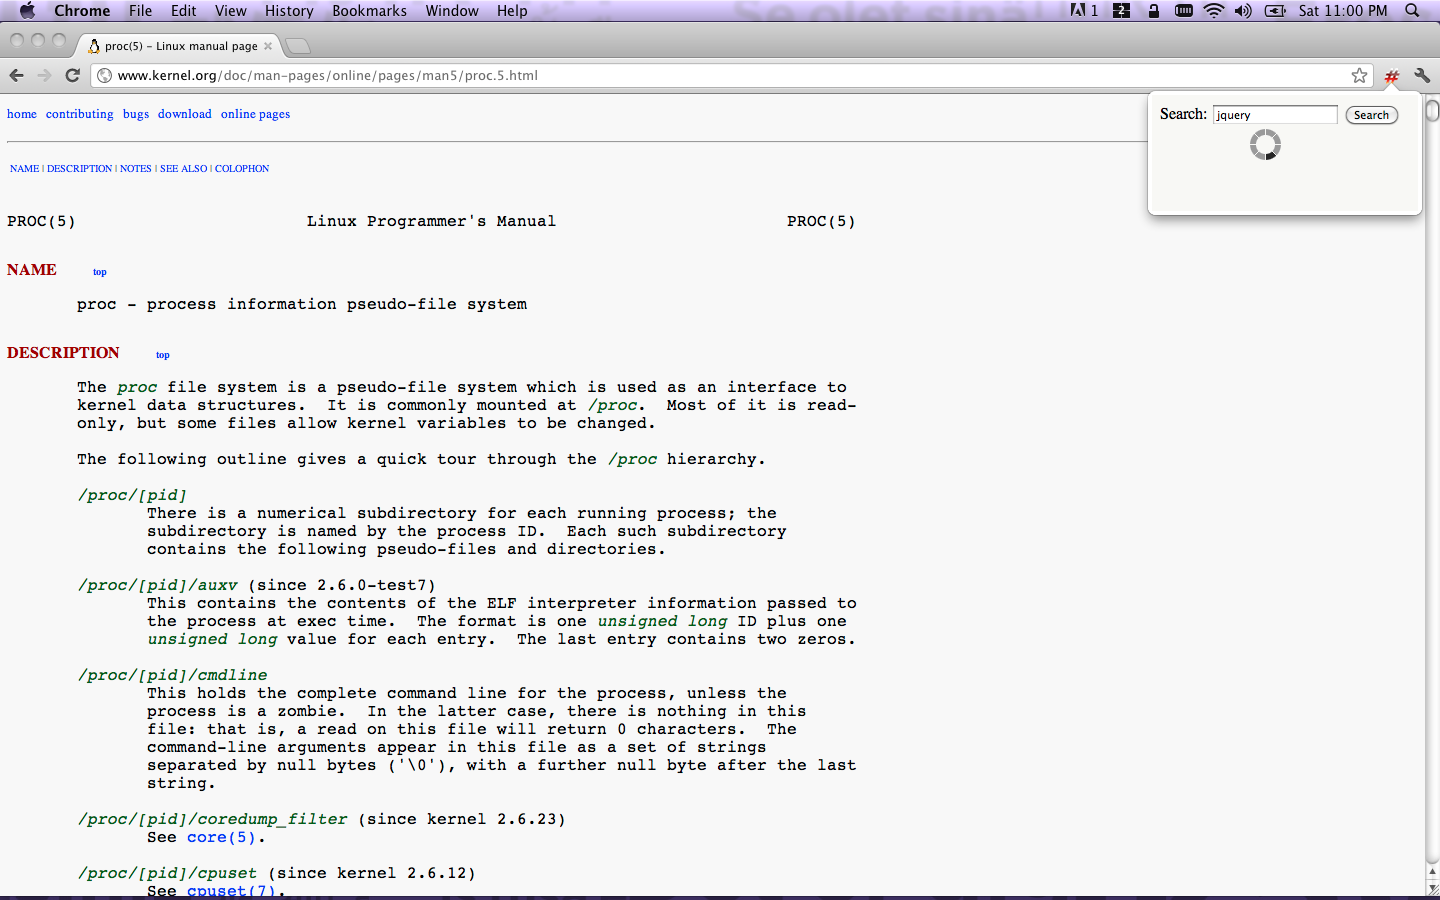 Chrome File Edit View History Bookmarks Window Help 1 2 Sat 11:00 PM
proc(5) – Linux manual page
www.kernel.org/doc/man-pages/online/pages/man5/proc.5.html
Search: jquery Search
home contributing bugs download online pages
NAME | DESCRIPTION | NOTES | SEE ALSO | COLOPHON
PROC(5) Linux Programmer's Manual PROC(5)
NAME top
proc - process information pseudo-file system
DESCRIPTION top
The proc file system is a pseudo-file system which is used as an interface to
kernel data structures. It is commonly mounted at /proc. Most of it is read-
only, but some files allow kernel variables to be changed.
The following outline gives a quick tour through the /proc hierarchy.
/proc/[pid]
There is a numerical subdirectory for each running process; the
subdirectory is named by the process ID. Each such subdirectory
contains the following pseudo-files and directories.
/proc/[pid]/auxv (since 2.6.0-test7)
This contains the contents of the ELF interpreter information passed to
the process at exec time. The format is one unsigned long ID plus one
unsigned long value for each entry. The last entry contains two zeros.
/proc/[pid]/cmdline
This holds the complete command line for the process, unless the
process is a zombie. In the latter case, there is nothing in this
file: that is, a read on this file will return 0 characters. The
command-line arguments appear in this file as a set of strings
separated by null bytes ('\0'), with a further null byte after the last
string.
/proc/[pid]/coredump_filter (since kernel 2.6.23)
See core(5).
/proc/[pid]/cpuset (since kernel 2.6.12)
See cpuset(7).